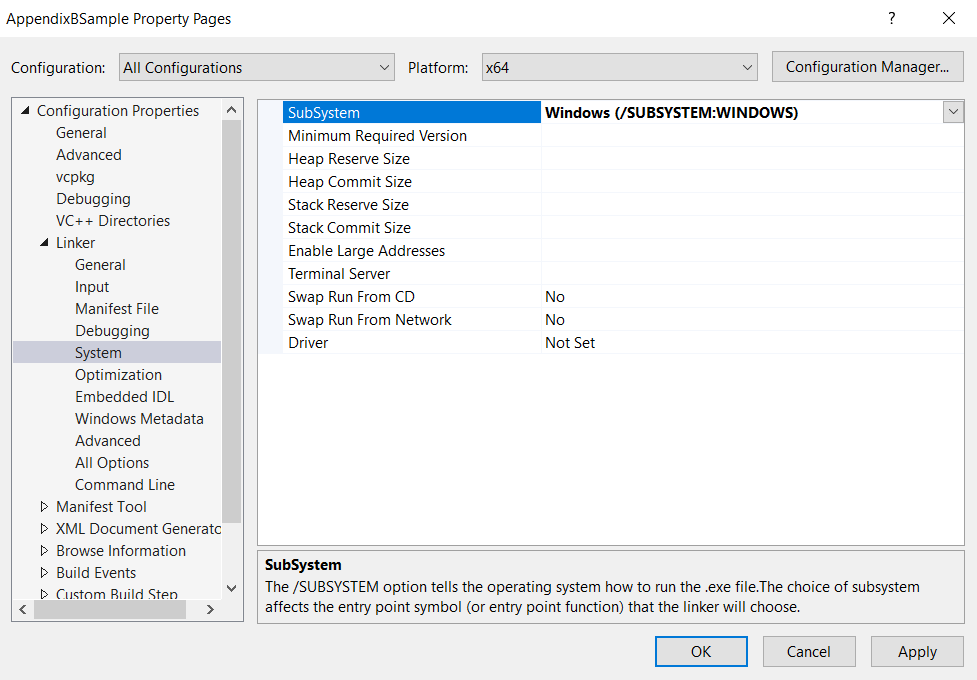 AppendixBSample Property Pages
?
Configuration: All Configurations Platform: x64 Configuration Manager...
Configuration Properties
General
Advanced
vcpkg
Debugging
VC++ Directories
Linker
General
Input
Manifest File
Debugging
System
Optimization
Embedded IDL
Windows Metadata
Advanced
All Options
Command Line
Manifest Tool
XML Document Generato
Browse Information
Build Events
Custom Build Step
SubSystem Windows (/SUBSYSTEM:WINDOWS)
Minimum Required Version
Heap Reserve Size
Heap Commit Size
Stack Reserve Size
Stack Commit Size
Enable Large Addresses
Terminal Server
Swap Run From CD No
Swap Run From Network No
Driver Not Set
SubSystem
The /SUBSYSTEM option tells the operating system how to run the .exe file.The choice of subsystem
affects the entry point symbol (or entry point function) that the linker will choose.
OK Cancel Apply